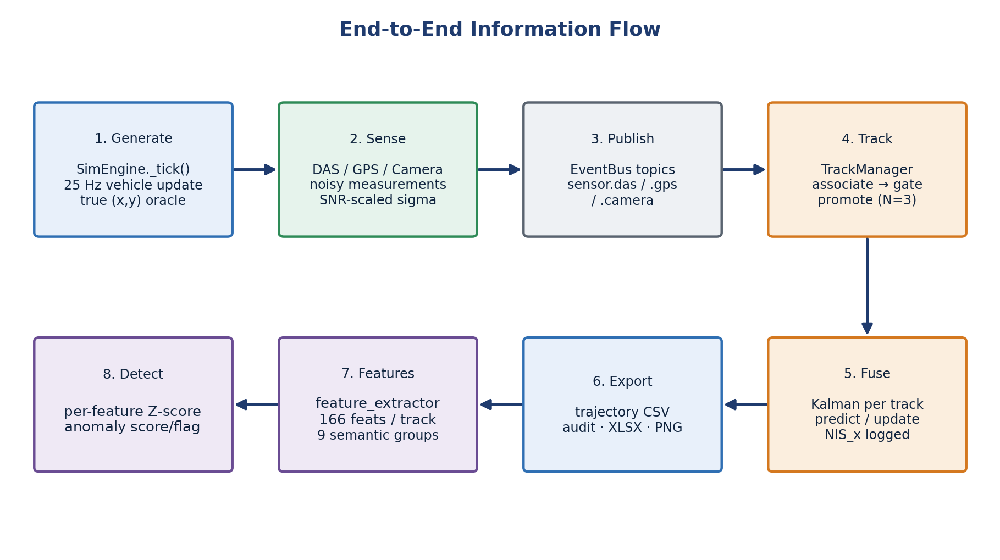 End-to-End Information Flow
1. Generate
SimEngine._tick()
25 Hz vehicle update
true (x,y) oracle
2. Sense
DAS / GPS / Camera
noisy measurements
SNR-scaled sigma
3. Publish
EventBus topics
sensor.das / .gps
/ .camera
4. Track
TrackManager
associate → gate
promote (N=3)
5. Fuse
Kalman per track
predict / update
NIS_x logged
6. Export
trajectory CSV
audit · XLSX · PNG
7. Features
feature_extractor
166 feats / track
9 semantic groups
8. Detect
per-feature Z-score
anomaly score/flag